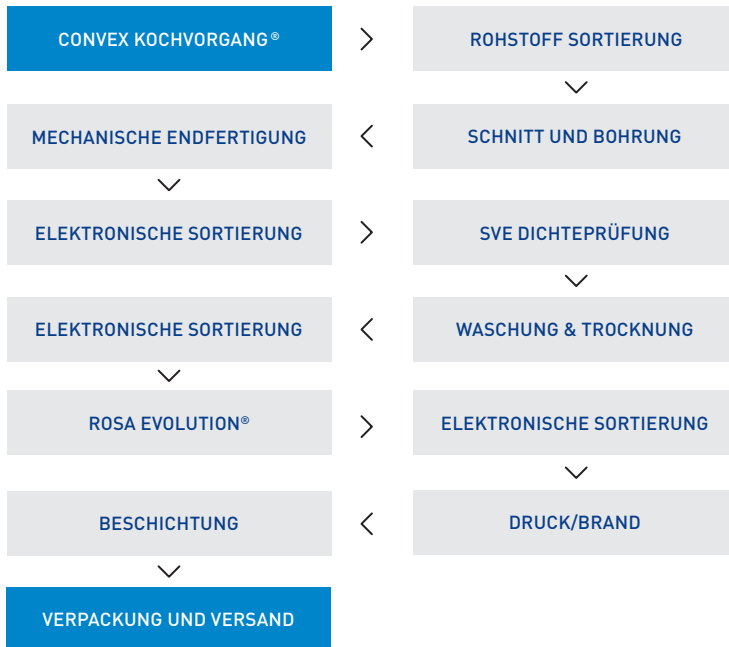 CONVEX KOCHVORGANG®
ROHSTOFF SORTIERUNG
SCHNITT UND BOHRUNG
MECHANISCHE ENDFERTIGUNG
ELEKTRONISCHE SORTIERUNG
SVE DICHTEPRÜFUNG
WASCHUNG & TROCKNUNG
ELEKTRONISCHE SORTIERUNG
ROSA EVOLUTION®
ELEKTRONISCHE SORTIERUNG
DRUCK/BRAND
BESCHICHTUNG
VERPACKUNG UND VERSAND